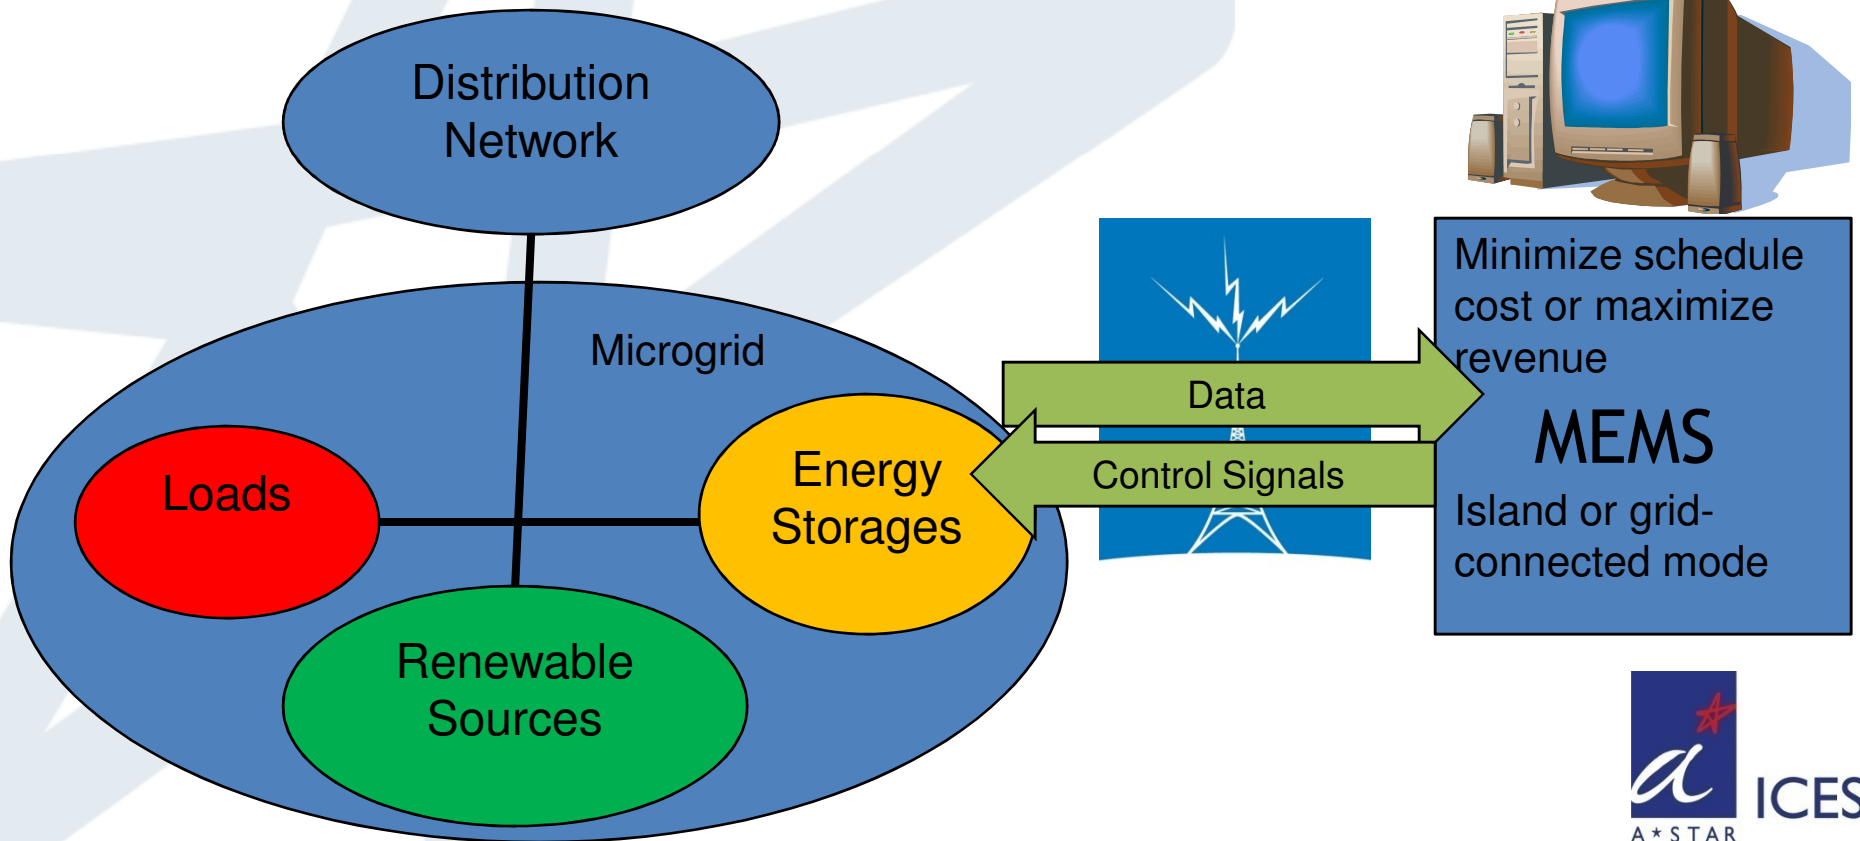 Distribution
Network
Microgrid
Loads
Energy
Storages
Renewable
Sources
Data
Control Signals
Minimize schedule
cost or maximize
revenue
MEMS
Island or grid-
connected mode
a
ICES
A★STAR